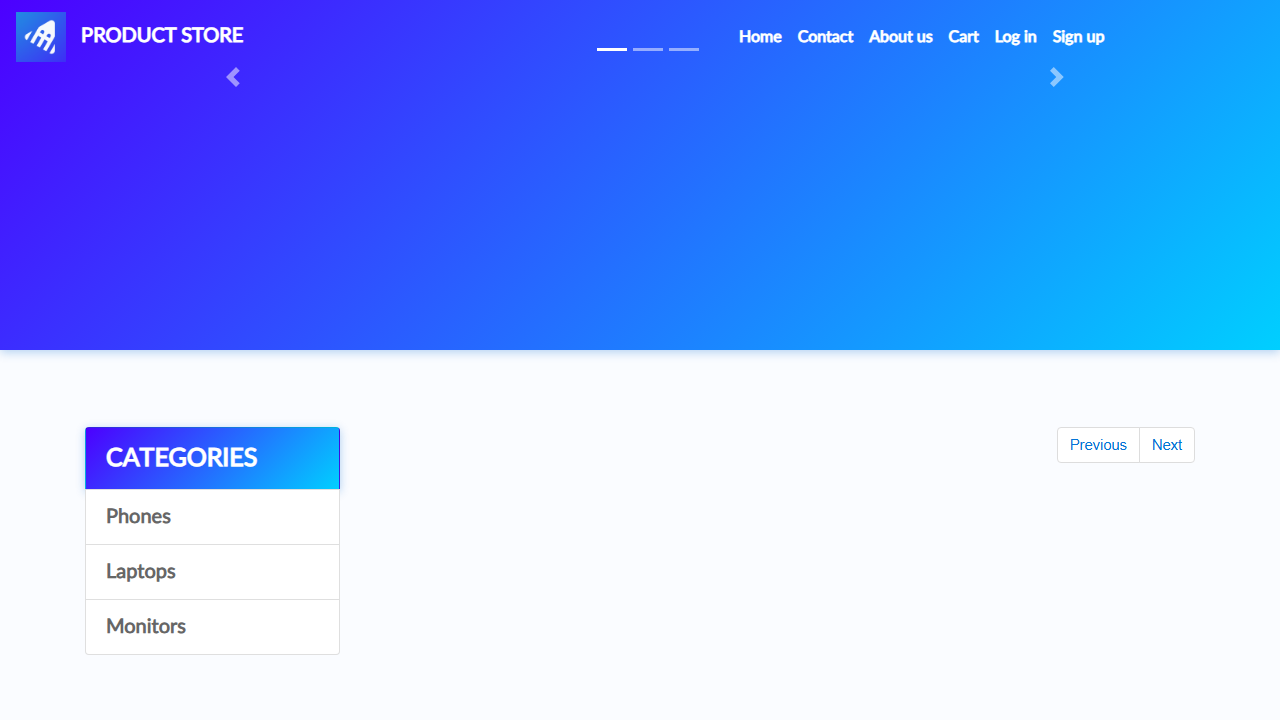 PRODUCT STORE
Home Contact About us Cart Log in Sign up
CATEGORIES
Phones
Laptops
Monitors
Previous Next